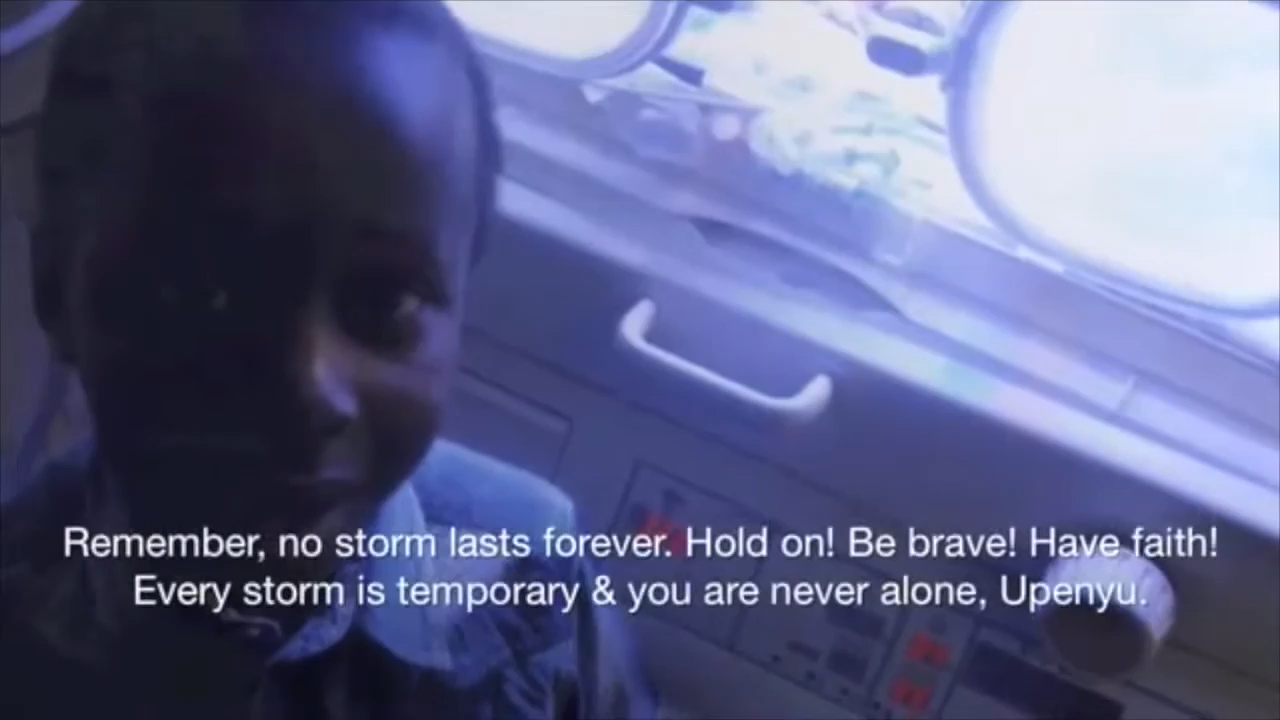 Remember, no storm lasts forever. Hold on! Be brave! Have faith!
Every storm is temporary & you are never alone, Upenyu.